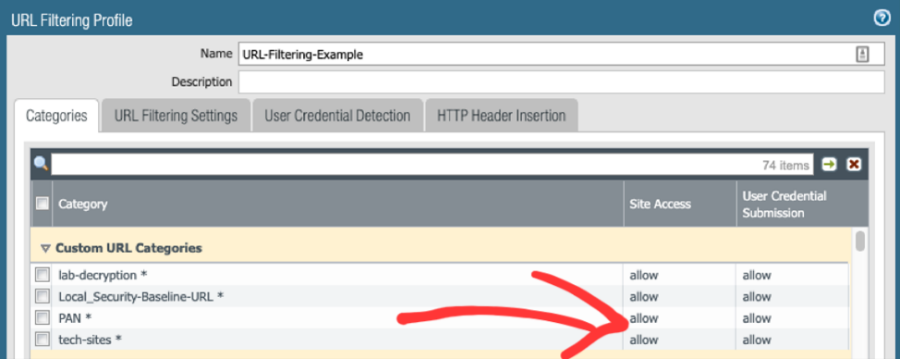 URL Filtering Profile
Name URL-Filtering-Example
Description
Categories URL Filtering Settings User Credential Detection HTTP Header Insertion
74 items
Category Site Access User Credential Submission
Custom URL Categories
lab-decryption * allow allow
Local_Security-Baseline-URL * allow allow
PAN * allow allow
tech-sites * allow allow